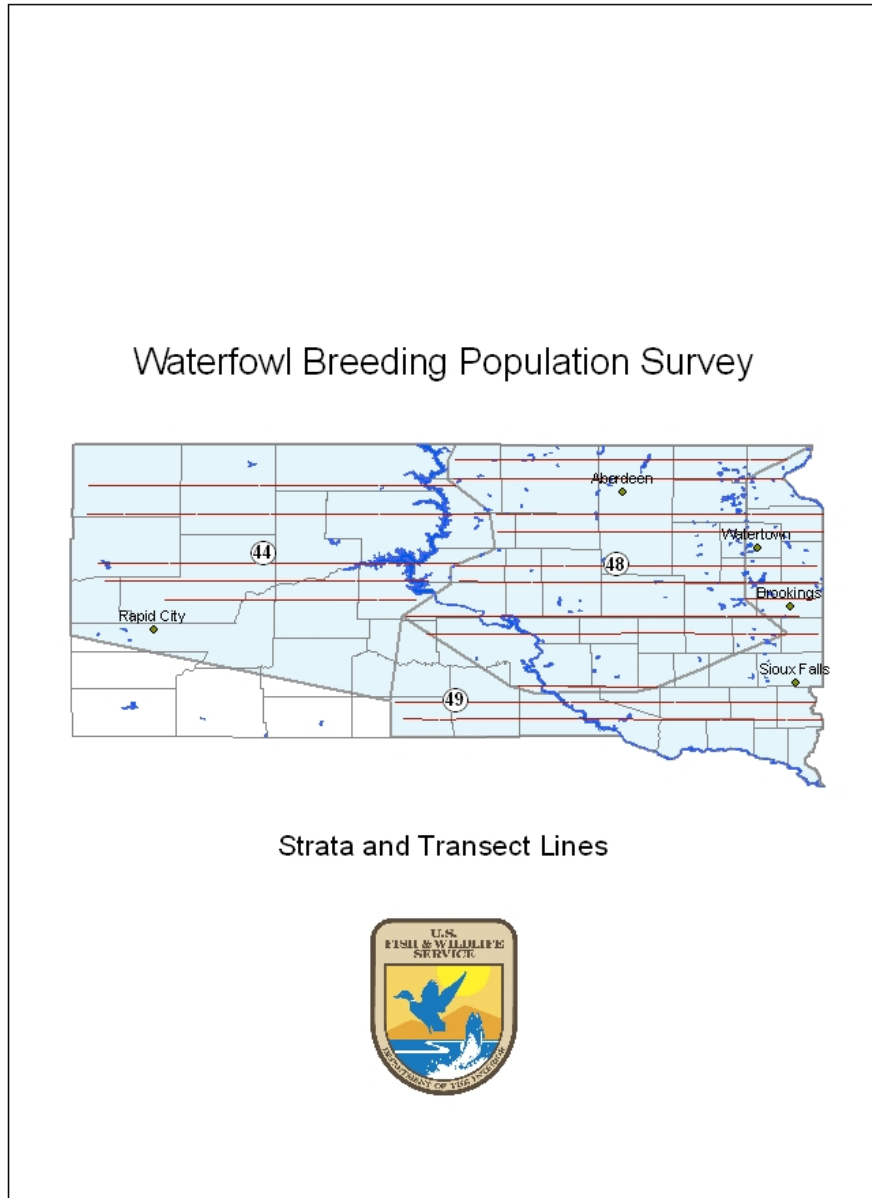 Waterfowl Breeding Population Survey
Aberdeen
Watertown
44
48
Brookings
Rapid City
Sioux Falls
49
Strata and Transect Lines
U.S.
FISH & WILDLIFE
SERVICE
DEPARTMENT OF THE INTERIOR